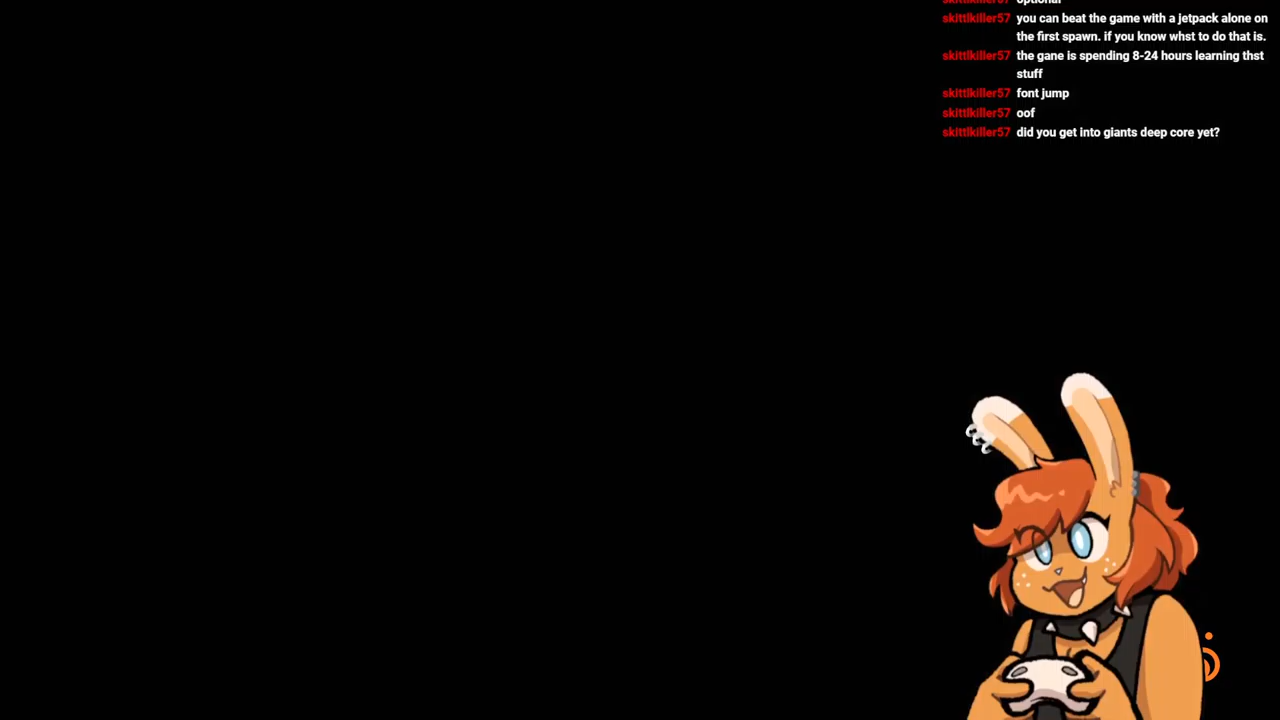 optional
skittlkiller57 you can beat the game with a jetpack alone on
the first spawn. if you know whst to do that is.
skittlkiller57 the gane is spending 8-24 hours learning thst
stuff
skittlkiller57 font jump
skittlkiller57 oof
skittlkiller57 did you get into giants deep core yet?